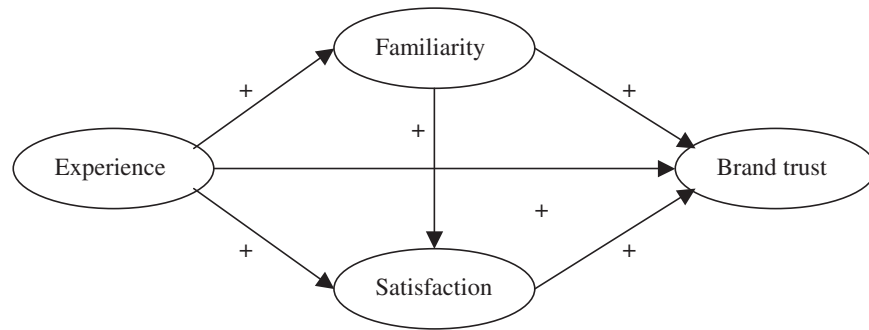 Familiarity
+
+
+
Experience
Brand trust
+
+
+
Satisfaction